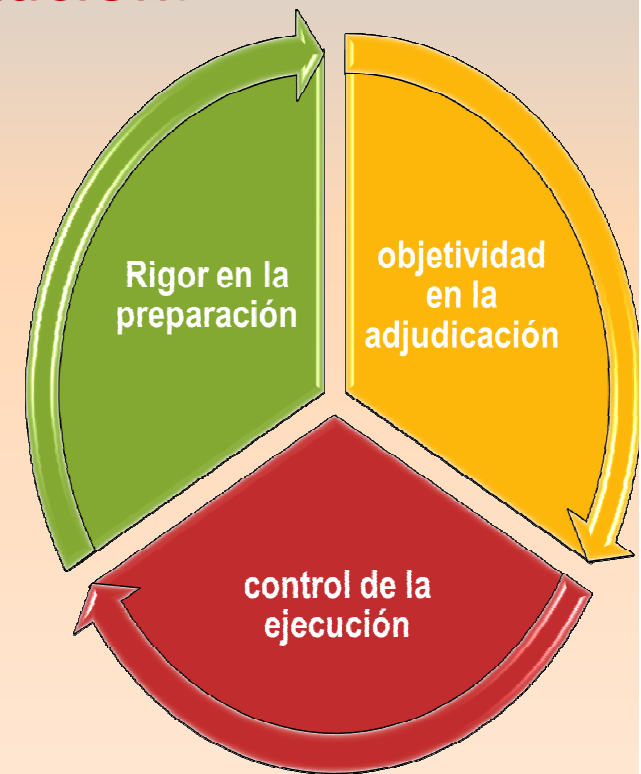 Rigor en la
preparación
objetividad
en la
adjudicación
control de la
ejecución